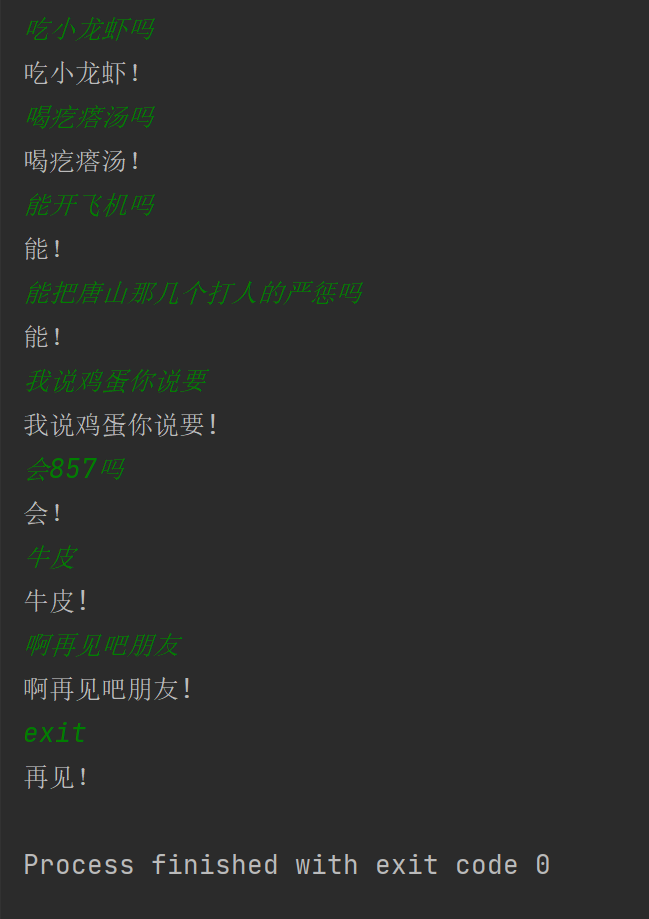 吃小龙虾吗
吃小龙虾!
喝疙瘩汤吗
喝疙瘩汤!
能开飞机吗
能!
能把唐山那几个打人的严惩吗
能!
我说鸡蛋你说要
我说鸡蛋你说要!
会857吗
会!
牛皮
牛皮!
啊再见吧朋友
啊再见吧朋友!
exit
再见!
Process finished with exit code 0